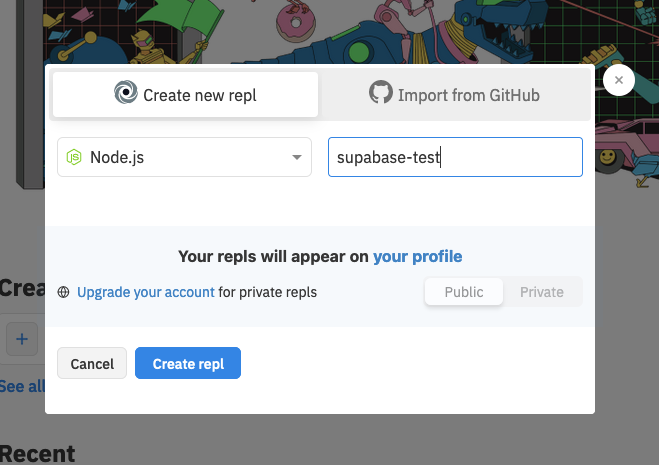 Create new repl
Import from GitHub
Node.js
supabase-test
Your repls will appear on your profile
Upgrade your account for private repls
Public
Private
Cancel
Create repl
Crea
+
See all
Recent